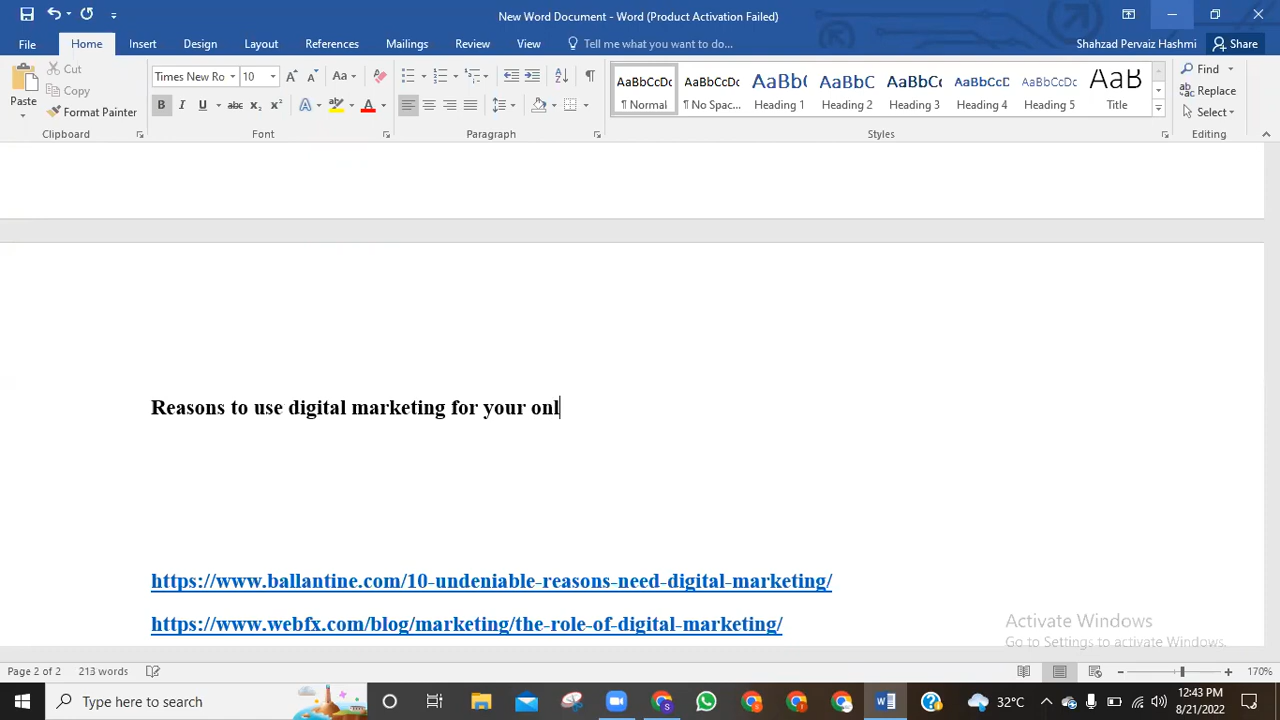 New Word Document - Word (Product Activation Failed)
File Home Insert Design Layout References Mailings Review View Tell me what you want to do... Shahzad Pervaiz Hashmi Share
Paste Cut Copy Format Painter
Times New Ro 10 Aa
B I U abc x₂ x² A ab A
AaBbCcDc AaBbCcDc AaBbC AaBbC AaBbCc AaBbCcD AaBbCcDc AaB
¶ Normal ¶ No Spac... Heading 1 Heading 2 Heading 3 Heading 4 Heading 5 Title
Find
Replace
Select
Clipboard Font Paragraph Styles Editing
Reasons to use digital marketing for your onl
https://www.ballantine.com/10-undeniable-reasons-need-digital-marketing/
https://www.webfx.com/blog/marketing/the-role-of-digital-marketing/
Activate Windows
Go to Settings to activate Windows.
Page 2 of 2 213 words 170%
Type here to search 32°C 12:43 PM
8/21/2022